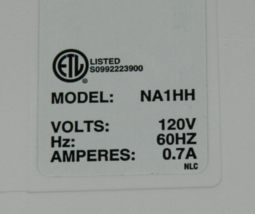 ETL
LISTED
S0992223900
MODEL: NA1HH
VOLTS: 120V
Hz: 60HZ
AMPERES: 0.7A
NLC